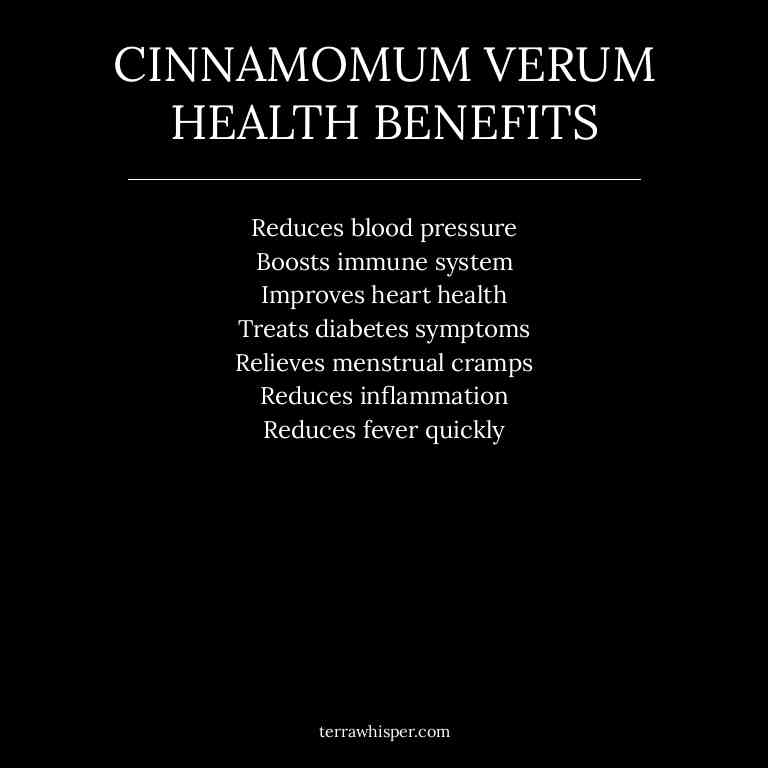 CINNAMOMUM VERUM
HEALTH BENEFITS
Reduces blood pressure
Boosts immune system
Improves heart health
Treats diabetes symptoms
Relieves menstrual cramps
Reduces inflammation
Reduces fever quickly
terrawhisper.com